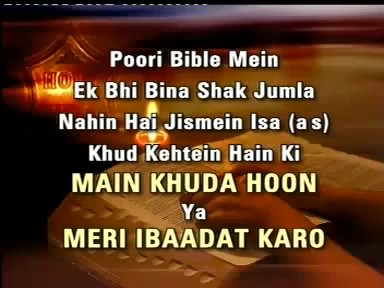 Poori Bible Mein
Ek Bhi Bina Shak Jumla
Nahin Hai Jismein Isa (a s)
Khud Kehtein Hain Ki
MAIN KHUDA HOON
Ya
MERI IBAADAT KARO